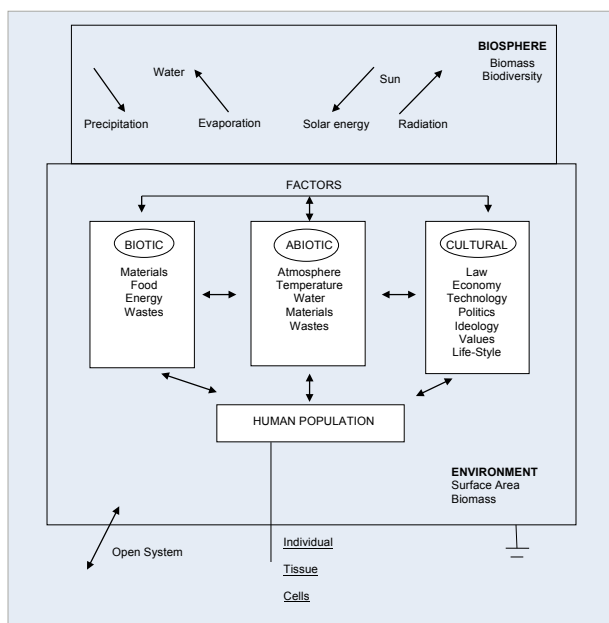 BIOSPHERE
Biomass
Biodiversity
Water
Sun
Precipitation
Evaporation
Solar energy
Radiation
FACTORS
BIOTIC
Materials
Food
Energy
Wastes
ABIOTIC
Atmosphere
Temperature
Water
Materials
Wastes
CULTURAL
Law
Economy
Technology
Politics
Ideology
Values
Life-Style
HUMAN POPULATION
ENVIRONMENT
Surface Area
Biomass
Open System
Individual
Tissue
Cells